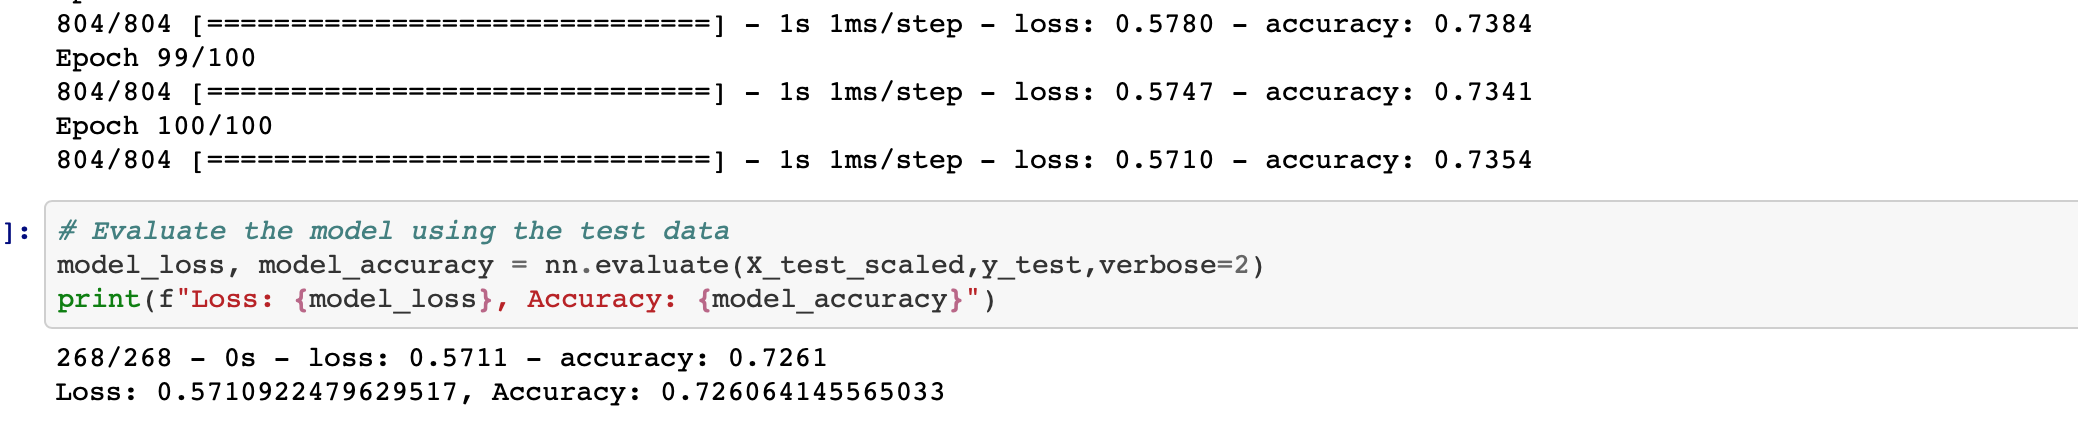 804/804 [==============================] - 1s 1ms/step - loss: 0.5780 - accuracy: 0.7384
Epoch 99/100
804/804 [==============================] - 1s 1ms/step - loss: 0.5747 - accuracy: 0.7341
Epoch 100/100
804/804 [==============================] - 1s 1ms/step - loss: 0.5710 - accuracy: 0.7354
]: # Evaluate the model using the test data
model_loss, model_accuracy = nn.evaluate(X_test_scaled,y_test,verbose=2)
print(f"Loss: {model_loss}, Accuracy: {model_accuracy}")
268/268 - 0s - loss: 0.5711 - accuracy: 0.7261
Loss: 0.5710922479629517, Accuracy: 0.726064145565033